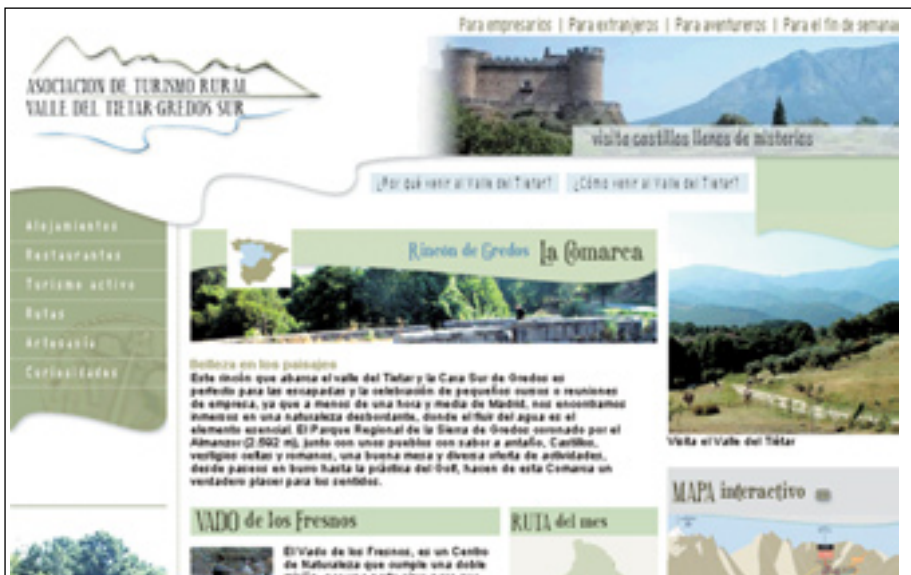 Para empresarios | Para extranjeros | Para aventureros | Para el fin de semana
ASOCIACION DE TURISMO RURAL
VALLE DEL TIETAR GREDOS SUR
visite castillos llenos de misterios
¿Por qué venir al Valle del Tietar? ¿Cómo venir al Valle del Tietar?
Alojamientos
Restaurantes
Turismo activo
Rutas
Artesanía
Curiosidades
Rincón de Gredos La Comarca
Belleza en los paisajes
Este rincón que abarca el valle del Tietar y la Cara Sur de Gredos es
perfecto para las escapadas y la celebración de pequeños cursos o reuniones
de empresa, ya que a menos de una hora y media de Madrid, nos encontramos
inmersos en una naturaleza desbordante, donde el fluir del agua es el
elemento esencial. El Parque Regional de la Sierra de Gredos coronado por el
Almanzor (2.592 m), junto con unos pueblos con sabor a antaño, Castillos,
vestigios celtas y romanos, una buena mesa y diversa oferta de actividades,
desde paseos en burro hasta la práctica del Golf, hacen de esta Comarca un
verdadero placer para los sentidos.
Visita el Valle del Tiétar
MAPA interactivo
VADO de los Fresnos
RUTA del mes
El Vado de los Fresnos, es un Centro
de Naturaleza que cumple una doble